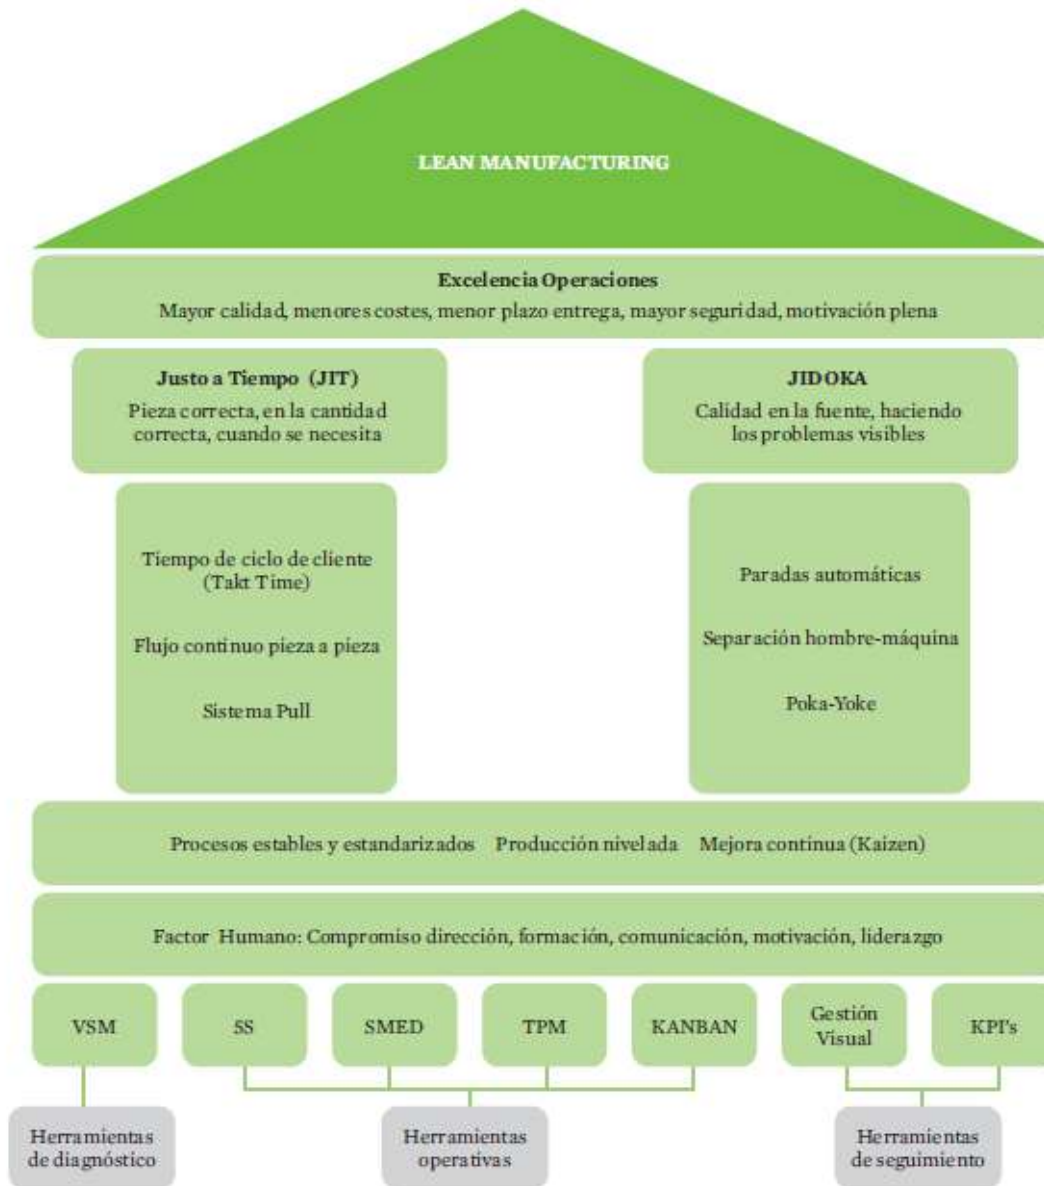 LEAN MANUFACTURING
Excelencia Operaciones
Mayor calidad, menores costes, menor plazo entrega, mayor seguridad, motivación plena
Justo a Tiempo (JIT)
Pieza correcta, en la cantidad
correcta, cuando se necesita
JIDOKA
Calidad en la fuente, haciendo
los problemas visibles
Tiempo de ciclo de cliente
(Takt Time)
Flujo continuo pieza a pieza
Sistema Pull
Paradas automáticas
Separación hombre-máquina
Poka-Yoke
Procesos estables y estandarizados Producción nivelada Mejora continua (Kaizen)
Factor Humano: Compromiso dirección, formación, comunicación, motivación, liderazgo
VSM
5S
SMED
TPM
KANBAN
Gestión
Visual
KPI's
Herramientas
de diagnóstico
Herramientas
operativas
Herramientas
de seguimiento